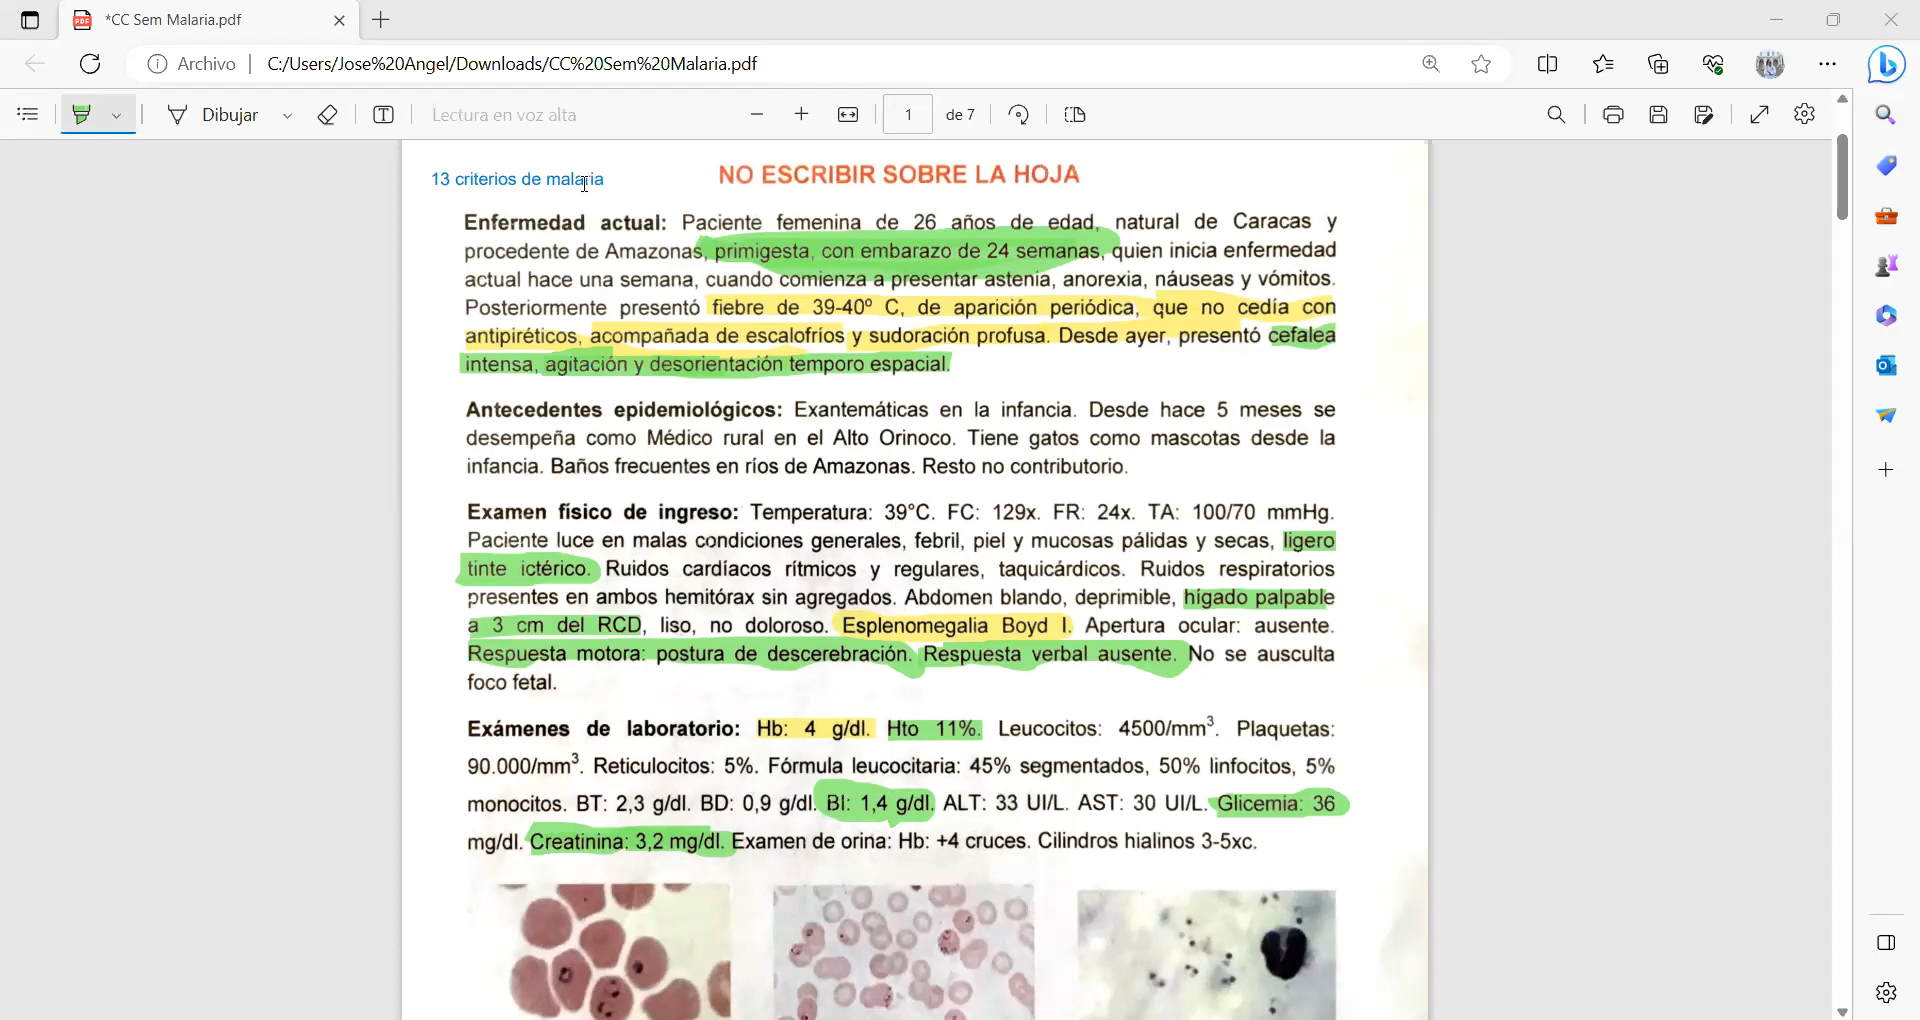 *CC Sem Malaria.pdf
Archivo
C:/Users/Jose%20Angel/Downloads/CC%20Sem%20Malaria.pdf
Dibujar
Lectura en voz alta
1
de 7
13 criterios de malaria
NO ESCRIBIR SOBRE LA HOJA
Enfermedad actual: Paciente femenina de 26 años de edad, natural de Caracas y
procedente de Amazonas, primigesta, con embarazo de 24 semanas, quien inicia enfermedad
actual hace una semana, cuando comienza a presentar astenia, anorexia, náuseas y vómitos.
Posteriormente presentó fiebre de 39-40º C, de aparición periódica, que no cedía con
antipiréticos, acompañada de escalofríos y sudoración profusa. Desde ayer, presentó cefalea
intensa, agitación y desorientación temporo espacial.
Antecedentes epidemiológicos: Exantemáticas en la infancia. Desde hace 5 meses se
desempeña como Médico rural en el Alto Orinoco. Tiene gatos como mascotas desde la
infancia. Baños frecuentes en ríos de Amazonas. Resto no contributorio.
Examen físico de ingreso: Temperatura: 39°C. FC: 129x. FR: 24x. TA: 100/70 mmHg.
Paciente luce en malas condiciones generales, febril, piel y mucosas pálidas y secas, ligero
tinte ictérico. Ruidos cardíacos rítmicos y regulares, taquicárdicos. Ruidos respiratorios
presentes en ambos hemitórax sin agregados. Abdomen blando, deprimible, hígado palpable
a 3 cm del RCD, liso, no doloroso. Esplenomegalia Boyd I. Apertura ocular: ausente.
Respuesta motora: postura de descerebración. Respuesta verbal ausente. No se ausculta
foco fetal.
Exámenes de laboratorio: Hb: 4 g/dl. Hto 11%. Leucocitos: 4500/mm³. Plaquetas:
90.000/mm³. Reticulocitos: 5%. Fórmula leucocitaria: 45% segmentados, 50% linfocitos, 5%
monocitos. BT: 2,3 g/dl. BD: 0,9 g/dl. BI: 1,4 g/dl. ALT: 33 UI/L. AST: 30 UI/L. Glicemia: 36
mg/dl. Creatinina: 3,2 mg/dl. Examen de orina: Hb: +4 cruces. Cilindros hialinos 3-5xc.